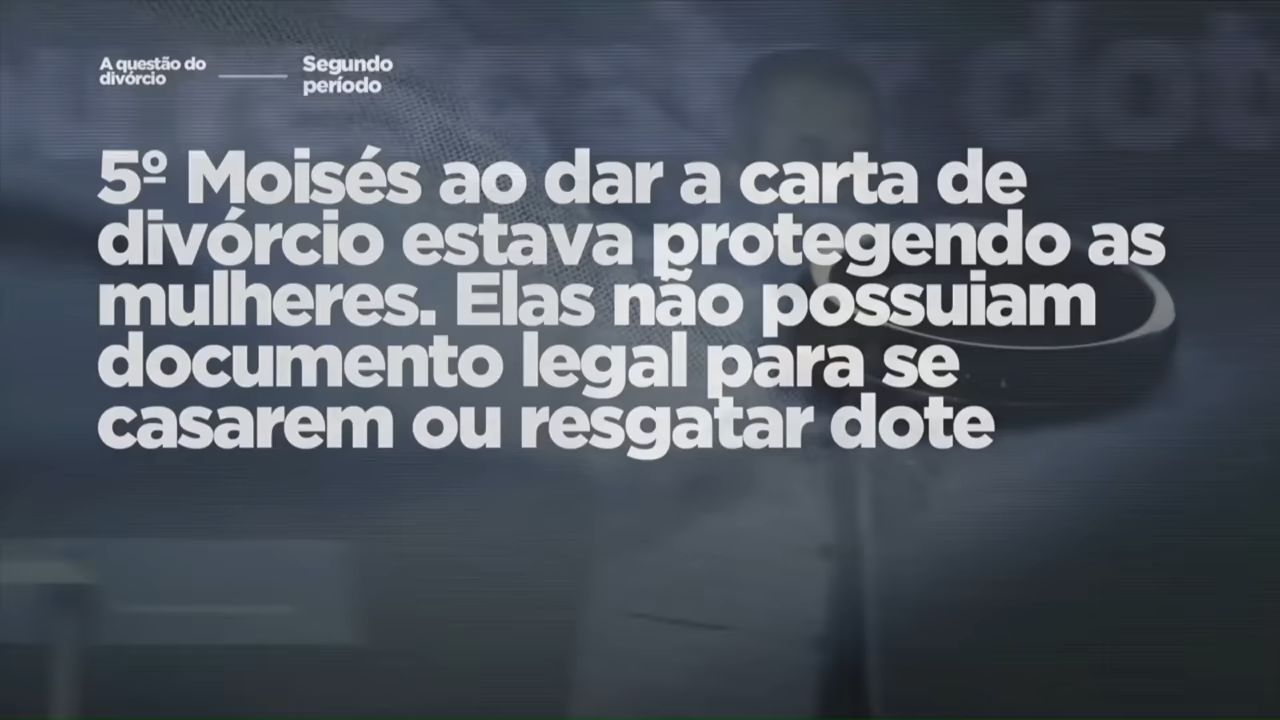 A questão do
divórcio
Segundo
período
5º Moisés ao dar a carta de
divórcio estava protegendo as
mulheres. Elas não possuiam
documento legal para se
casarem ou resgatar dote